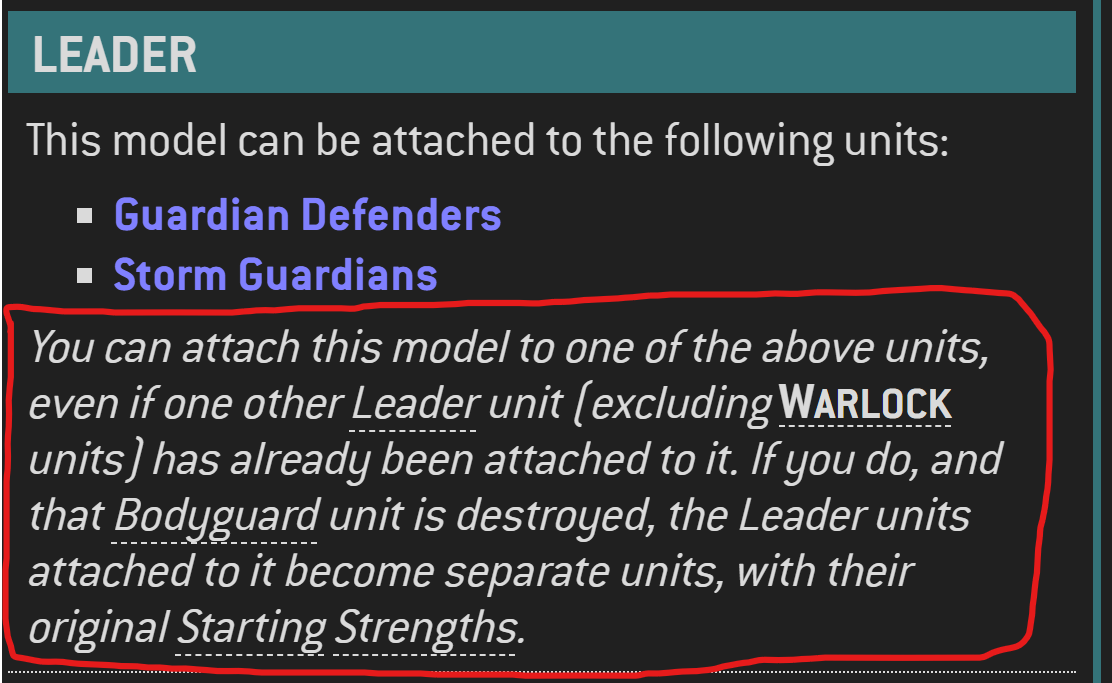 LEADER
This model can be attached to the following units:
Guardian Defenders
Storm Guardians
You can attach this model to one of the above units,
even if one other Leader unit (excluding WARLOCK
units) has already been attached to it. If you do, and
that Bodyguard unit is destroyed, the Leader units
attached to it become separate units, with their
original Starting Strengths.